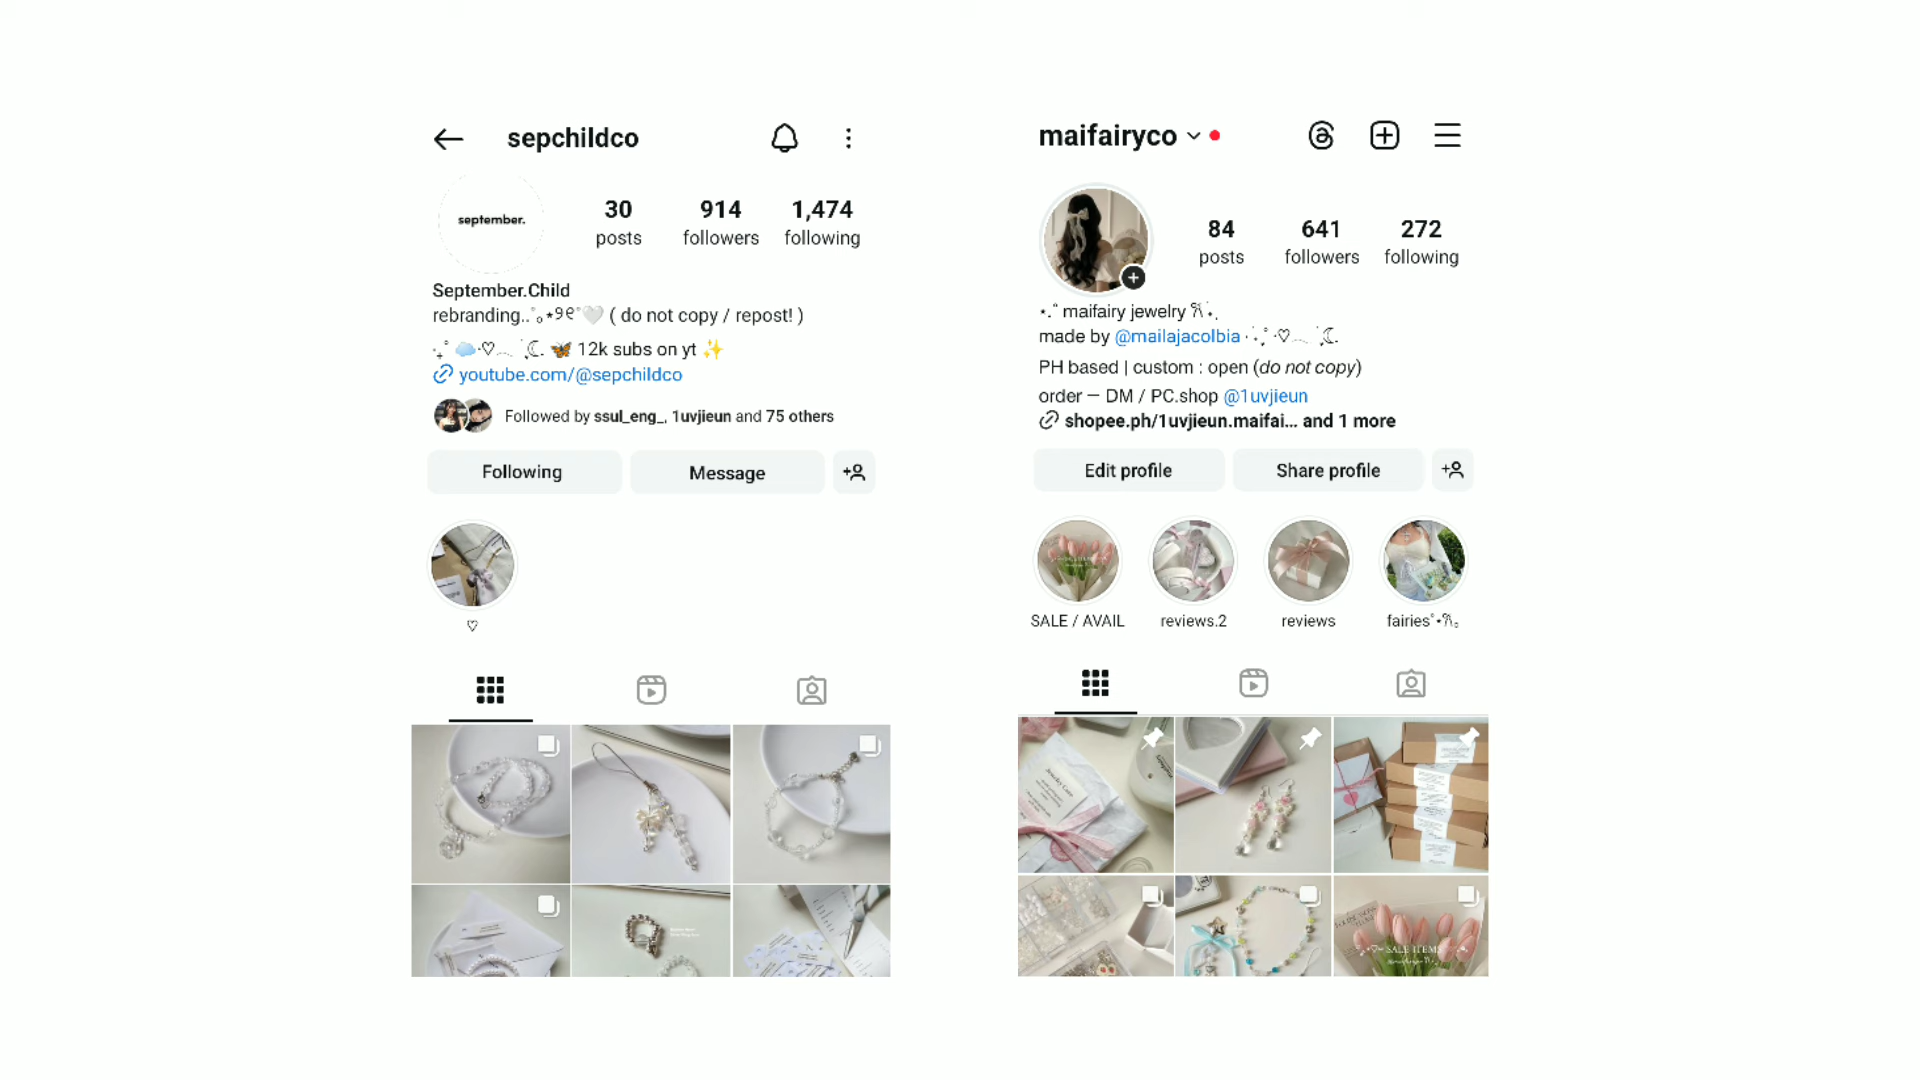 sepchildco
september.
30
914
1,474
posts
followers
following
September.Child
rebranding..˚｡⋆୨୧˚🤍 ( do not copy / repost! )
‧₊˚ ☁️⋅♡𓂃 ࣪ ִֶָ☾. 🦋 12k subs on yt ✨
youtube.com/@sepchildco
Followed by ssul_eng_, 1uvjieun and 75 others
Following
Message
♡
maifairyco
84
641
272
posts
followers
following
⋆.˚ maifairy jewelry 𐙚⋆.
made by @mailajacolbia ‧₊˚ ⋅♡𓂃 ࣪ ִֶָ☾.
PH based | custom : open (do not copy)
order — DM / PC.shop @1uvjieun
shopee.ph/1uvjieun.maifai... and 1 more
Edit profile
Share profile
SALE / AVAIL
reviews.2
reviews
fairies˚⋆𐙚｡
SALE ITEMS